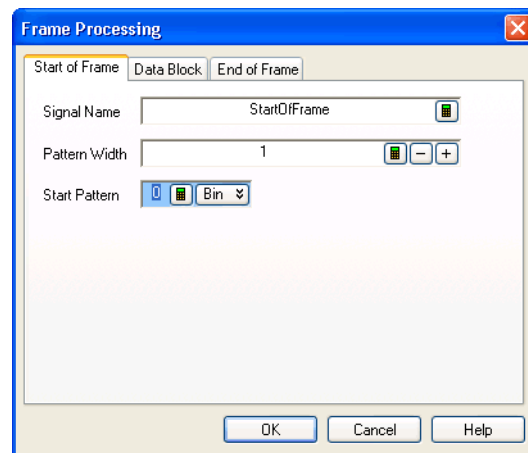 Frame Processing
Start of Frame Data Block End of Frame
Signal Name StartOfFrame
Pattern Width 1
Start Pattern 0 Bin
OK Cancel Help